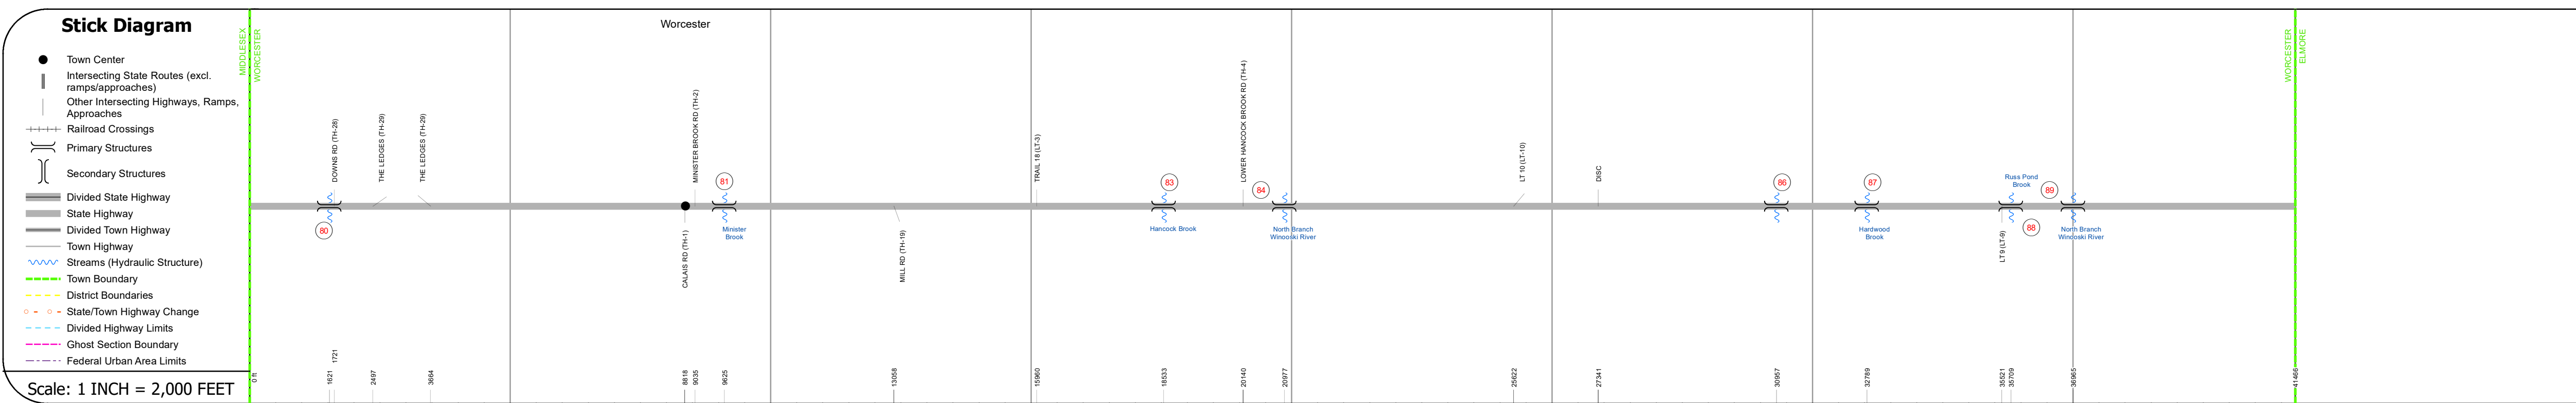 Stick Diagram
Town Center
Intersecting State Routes (excl.
ramps/approaches)
Other Intersecting Highways, Ramps,
Approaches
Railroad Crossings
Primary Structures
Secondary Structures
Divided State Highway
State Highway
Divided Town Highway
Town Highway
Streams (Hydraulic Structure)
Town Boundary
District Boundaries
State/Town Highway Change
Divided Highway Limits
Ghost Section Boundary
Federal Urban Area Limits
Scale: 1 INCH = 2,000 FEET
MIDDLESEX
WORCESTER
Worcester
WORCESTER
ELMORE
DOWNS RD (TH-28)
THE LEDGES (TH-29)
THE LEDGES (TH-29)
MINISTER BROOK RD (TH-2)
TRAIL 18 (LT-3)
LOWER HANCOCK BROOK RD (TH-4)
LT 10 (LT-10)
DISC
80
81
83
84
86
87
Russ Pond
Brook
89
88
CALAIS RD (TH-1)
Minister
Brook
MILL RD (TH-19)
Hancock Brook
North Branch
Winooski River
Hardwood
Brook
LT 9 (LT-9)
North Branch
Winooski River
0 ft
1621
1721
2497
3664
8818
9035
9625
13058
15960
18533
20140
20977
25622
27341
30957
32789
35521
35709
36965
41466